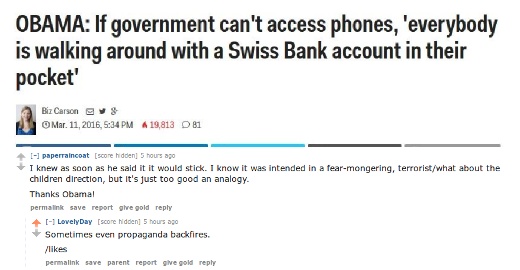 OBAMA: If government can't access phones, 'everybody
is walking around with a Swiss Bank account in their
pocket'
Biz Carson
Mar. 11, 2016, 5:34 PM 19,813 81
[-] paperraincoat [score hidden] 5 hours ago
I knew as soon as he said it it would stick. I know it was intended in a fear-mongering, terrorist/what about the
children direction, but it's just too good an analogy.
Thanks Obama!
permalink save report give gold reply
[-] LovelyDay [score hidden] 5 hours ago
Sometimes even propaganda backfires.
/likes
permalink save parent report give gold reply